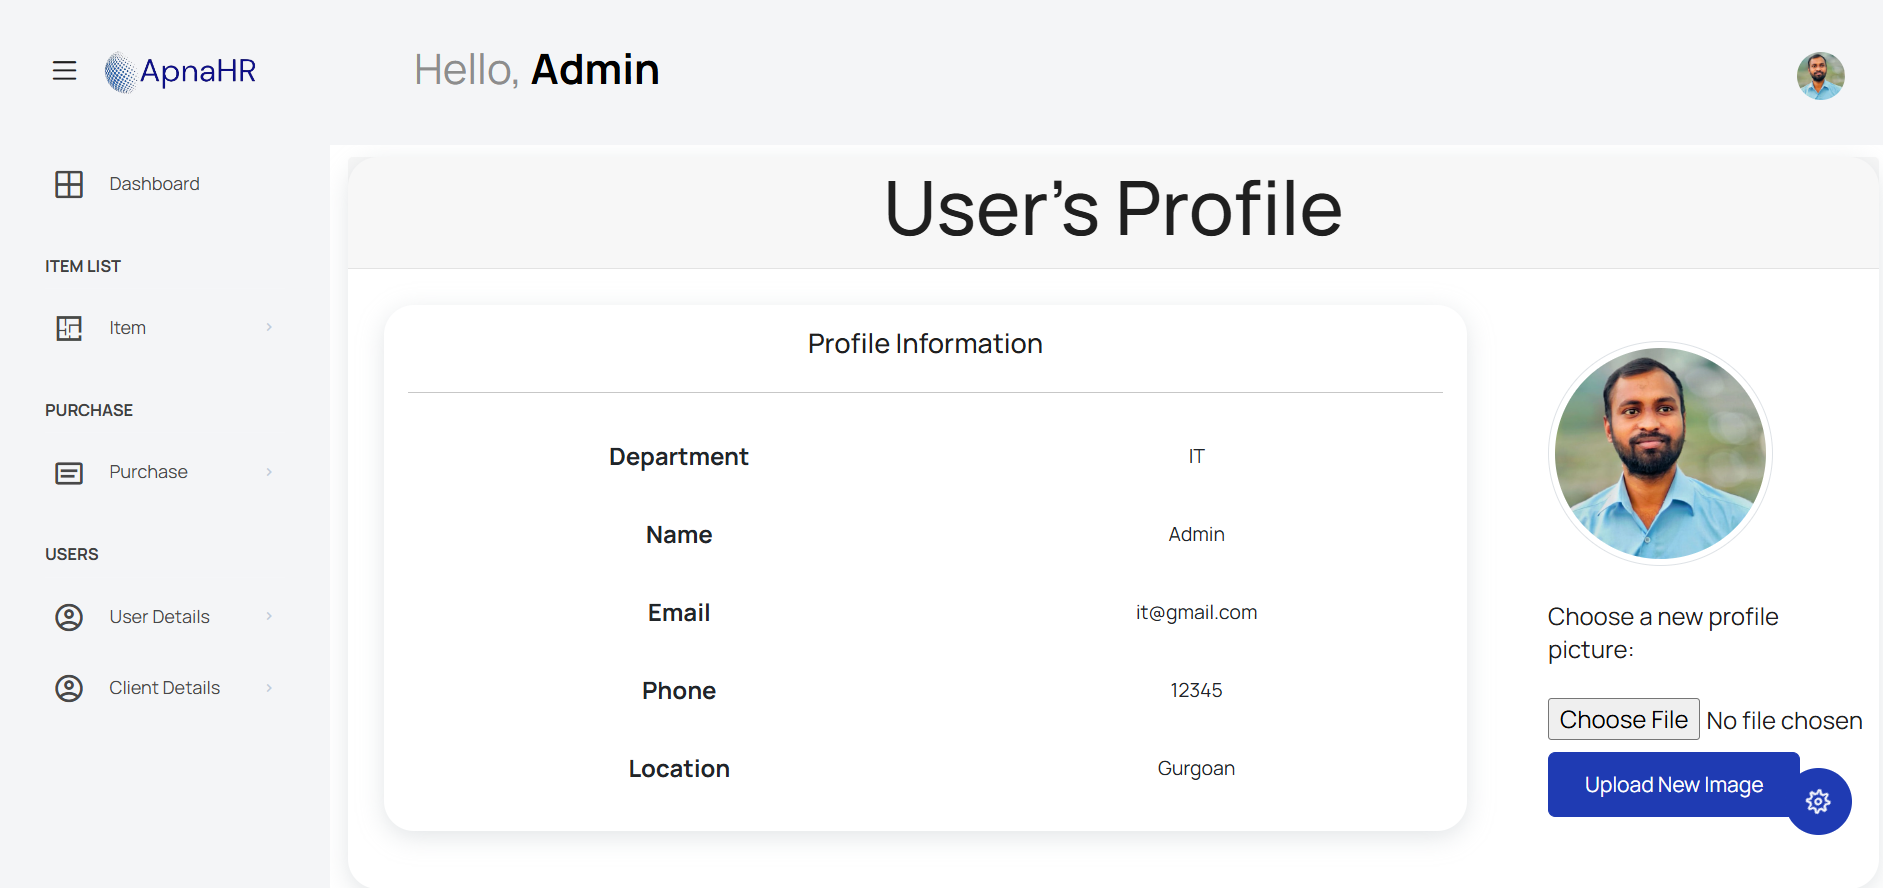 ApnaHR
Hello, Admin
Dashboard
ITEM LIST
Item
PURCHASE
Purchase
USERS
User Details
Client Details
User's Profile
Profile Information
Department IT
Name Admin
Email it@gmail.com
Phone 12345
Location Gurgoan
Choose a new profile
picture:
Choose File No file chosen
Upload New Image